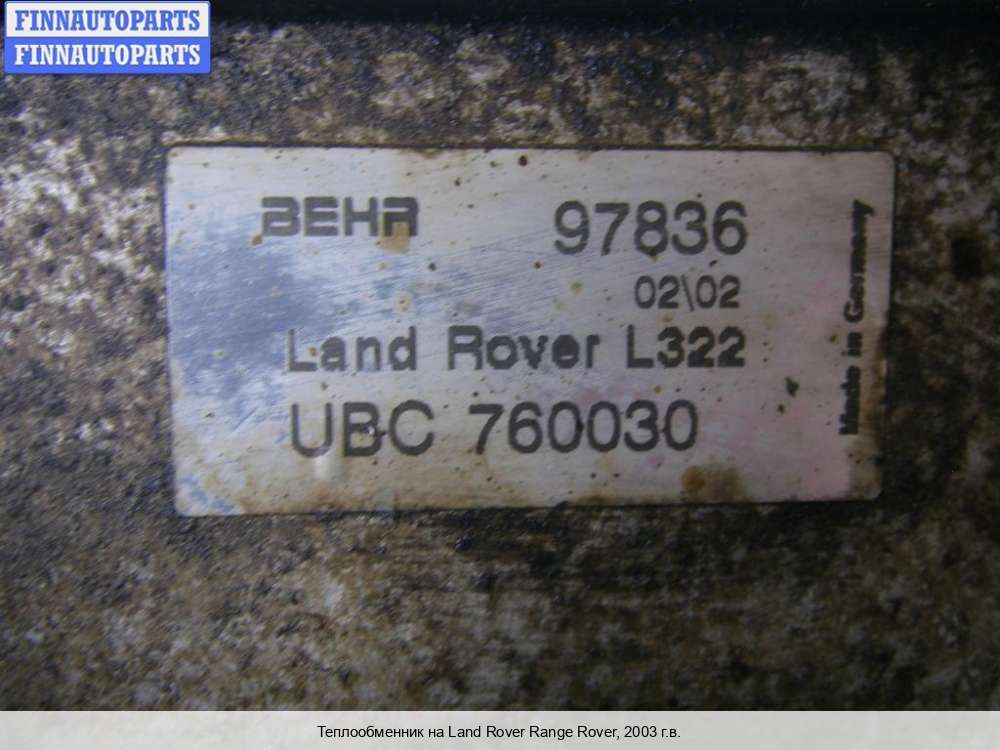 FINNAUTOPARTS
FINNAUTOPARTS
BEHR 97836
02\02
Land Rover L322
UBC 760030
Made in Germany
Теплообменник на Land Rover Range Rover, 2003 г.в.